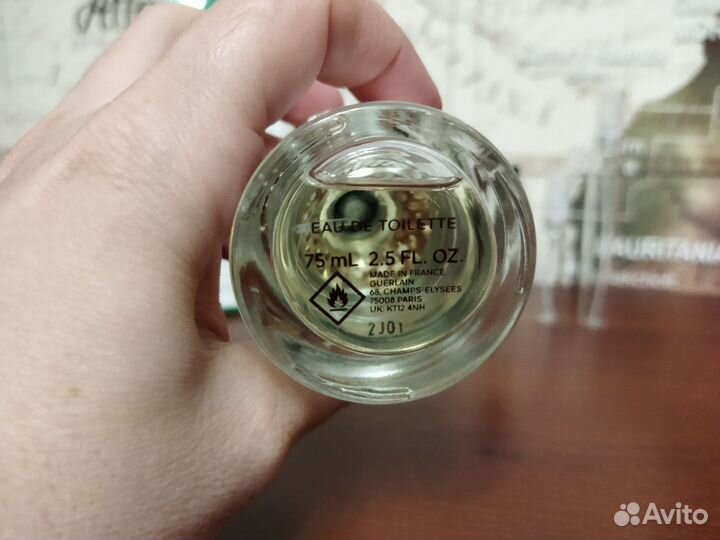 EAU DE TOILETTE
75 mL 2.5 FL. OZ.
MADE IN FRANCE
GUERLAIN
68, CHAMPS-ELYSEES
75008 PARIS
UK: KT12 4NH
2J01
AURITANIA
Avito